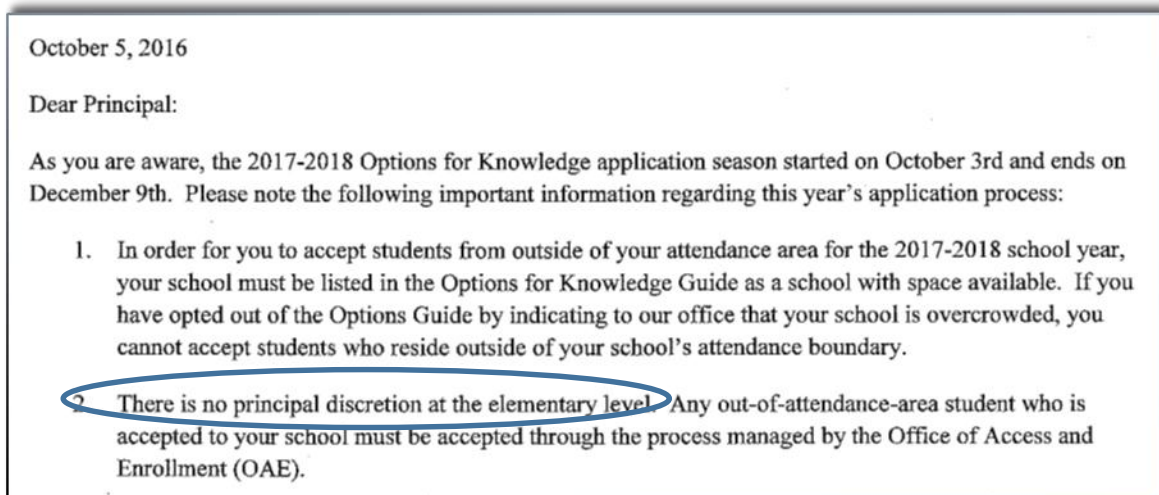 October 5, 2016
Dear Principal:
As you are aware, the 2017-2018 Options for Knowledge application season started on October 3rd and ends on
December 9th. Please note the following important information regarding this year's application process:
1. In order for you to accept students from outside of your attendance area for the 2017-2018 school year,
your school must be listed in the Options for Knowledge Guide as a school with space available. If you
have opted out of the Options Guide by indicating to our office that your school is overcrowded, you
cannot accept students who reside outside of your school's attendance boundary.
2. There is no principal discretion at the elementary level. Any out-of-attendance-area student who is
accepted to your school must be accepted through the process managed by the Office of Access and
Enrollment (OAE).